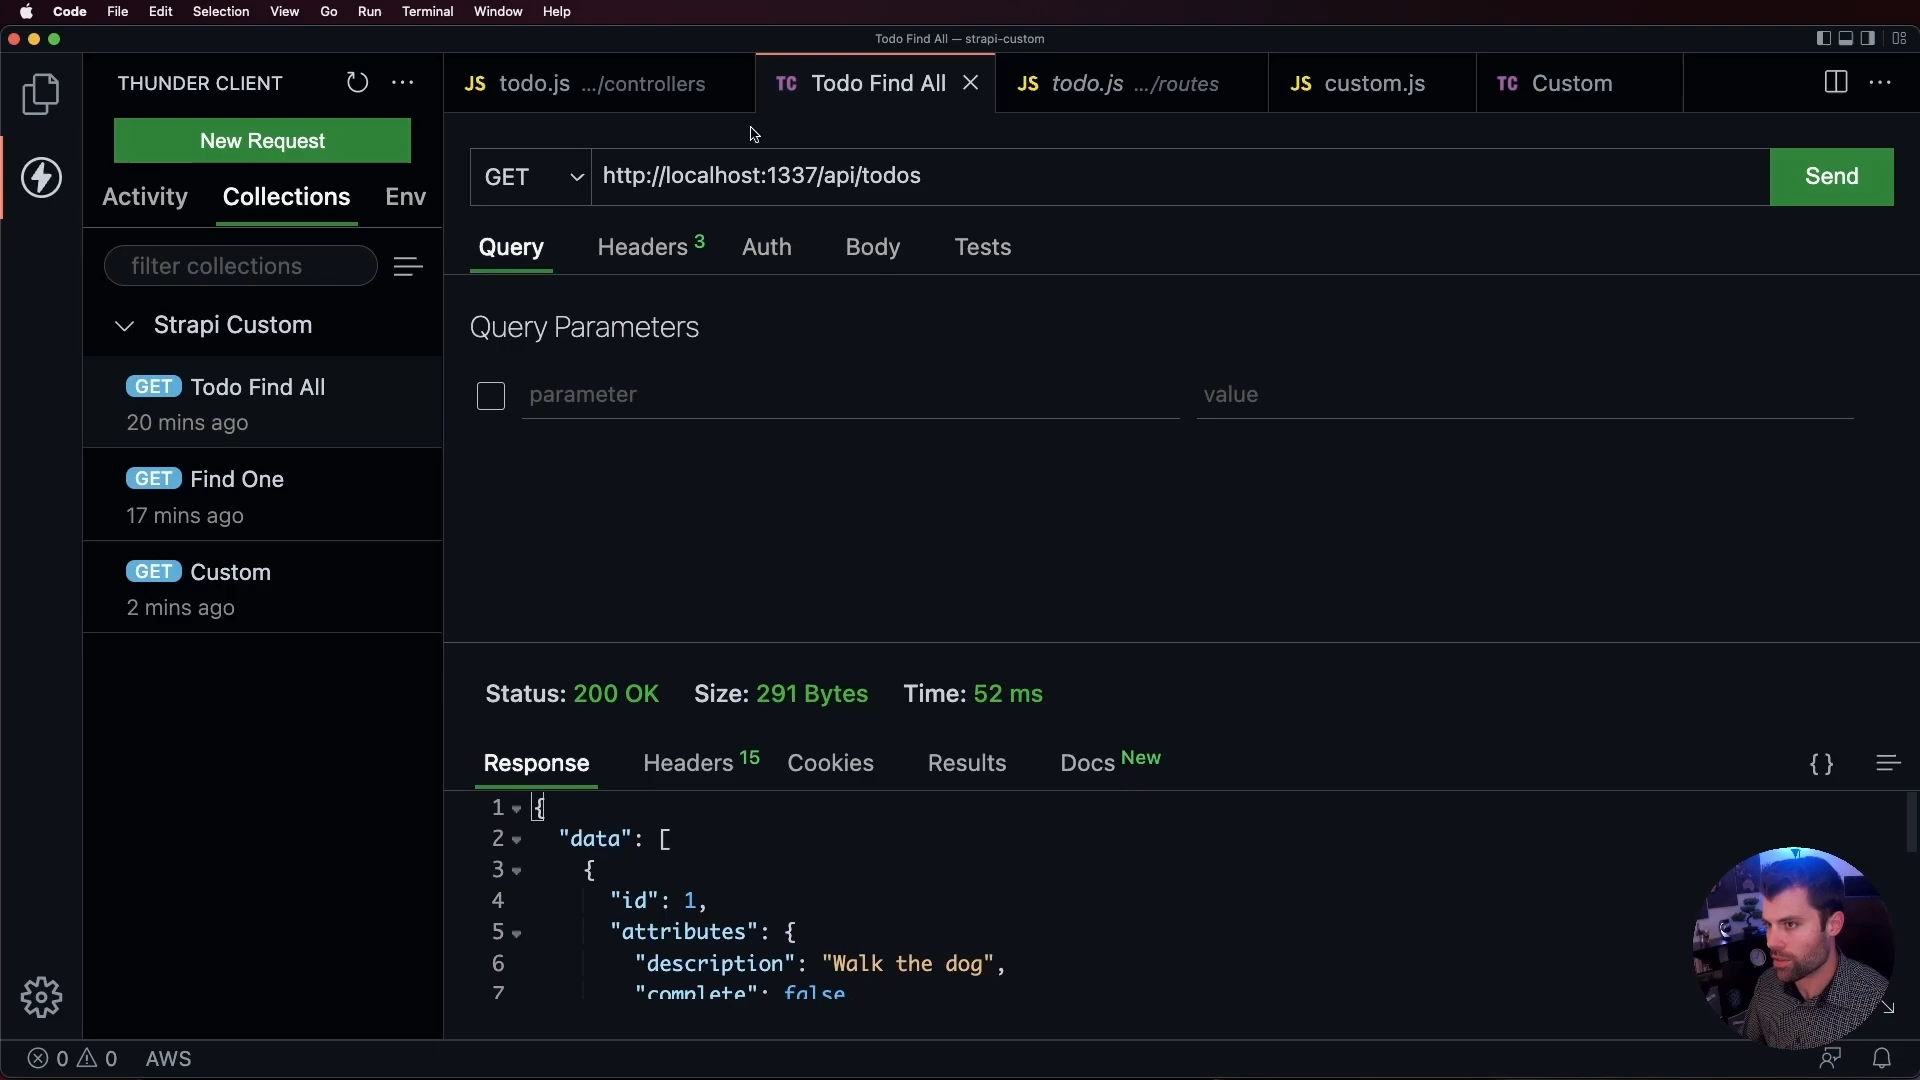 Code File Edit Selection View Go Run Terminal Window Help
Todo Find All — strapi-custom
THUNDER CLIENT
JS todo.js .../controllers
TC Todo Find All
JS todo.js .../routes
JS custom.js
TC Custom
New Request
Activity Collections Env
filter collections
Strapi Custom
GET Todo Find All
20 mins ago
GET Find One
17 mins ago
GET Custom
2 mins ago
GET http://localhost:1337/api/todos Send
Query Headers 3 Auth Body Tests
Query Parameters
parameter value
Status: 200 OK Size: 291 Bytes Time: 52 ms
Response Headers 15 Cookies Results Docs New
{ }
1 {
2 "data": [
3 {
4 "id": 1,
5 "attributes": {
6 "description": "Walk the dog",
7 "complete": false
0 0 AWS